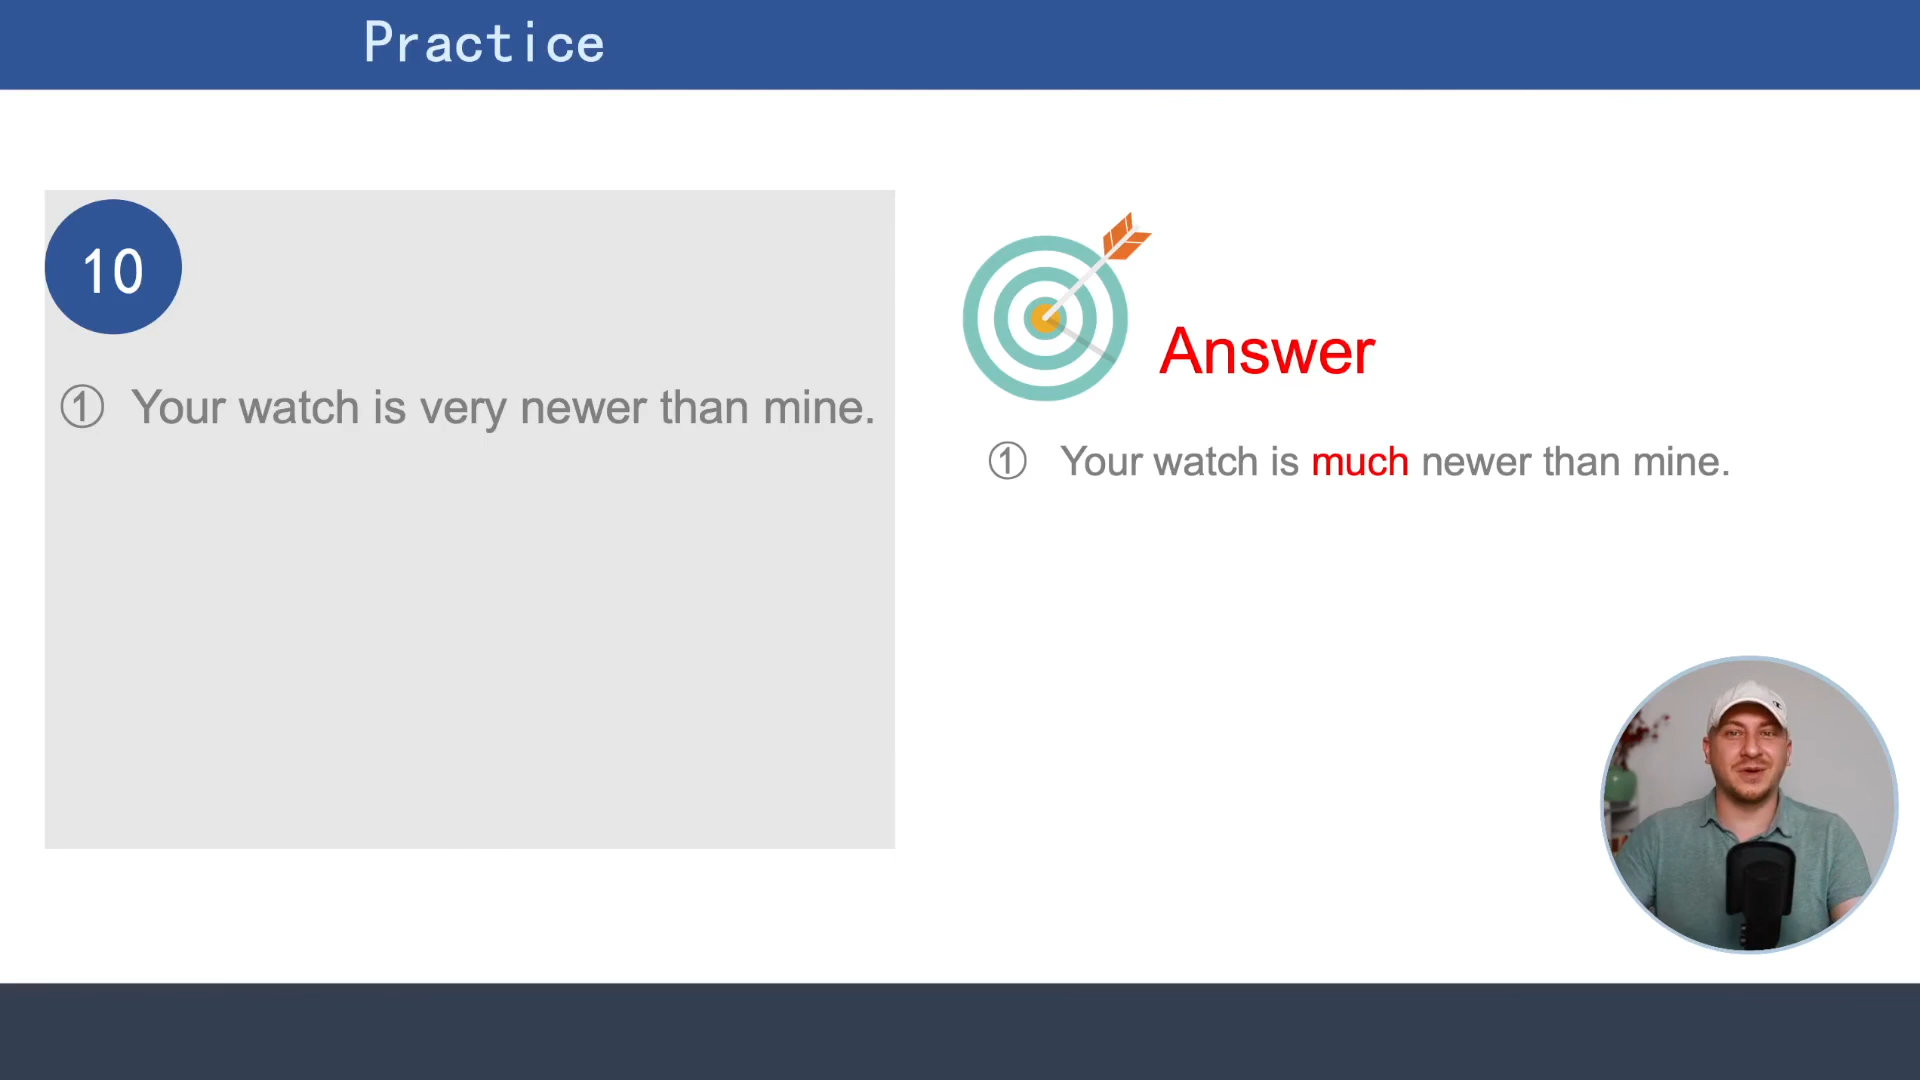 Practice
10
① Your watch is very newer than mine.
Answer
① Your watch is much newer than mine.